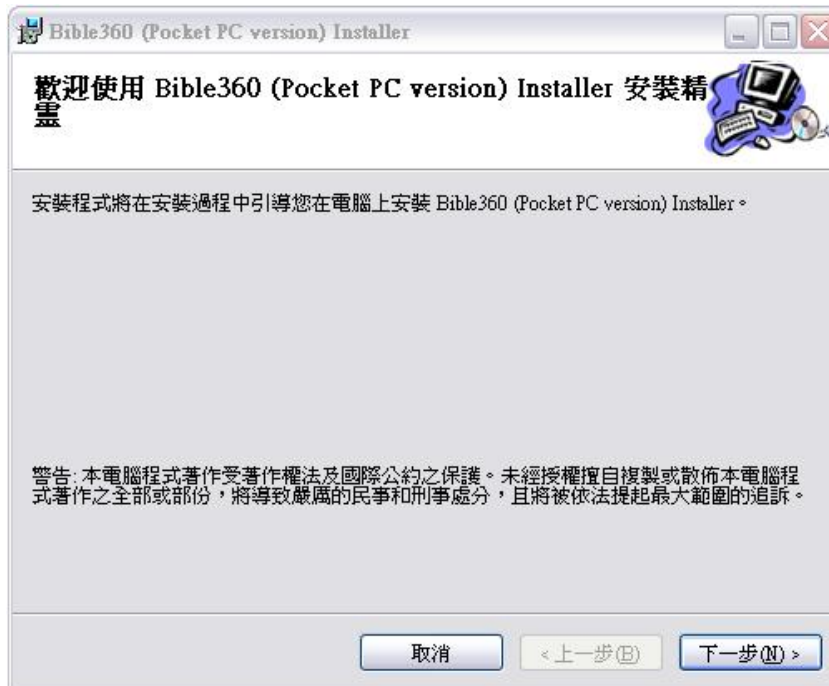 Bible360 (Pocket PC version) Installer
歡迎使用 Bible360 (Pocket PC version) Installer 安裝精
靈
安裝程式將在安裝過程中引導您在電腦上安裝 Bible360 (Pocket PC version) Installer。
警告: 本電腦程式著作受著作權法及國際公約之保護。未經授權擅自複製或散佈本電腦程
式著作之全部或部份，將導致嚴厲的民事和刑事處分，且將被依法提起最大範圍的追訴。
取消 <上一步(B) 下一步(N) >